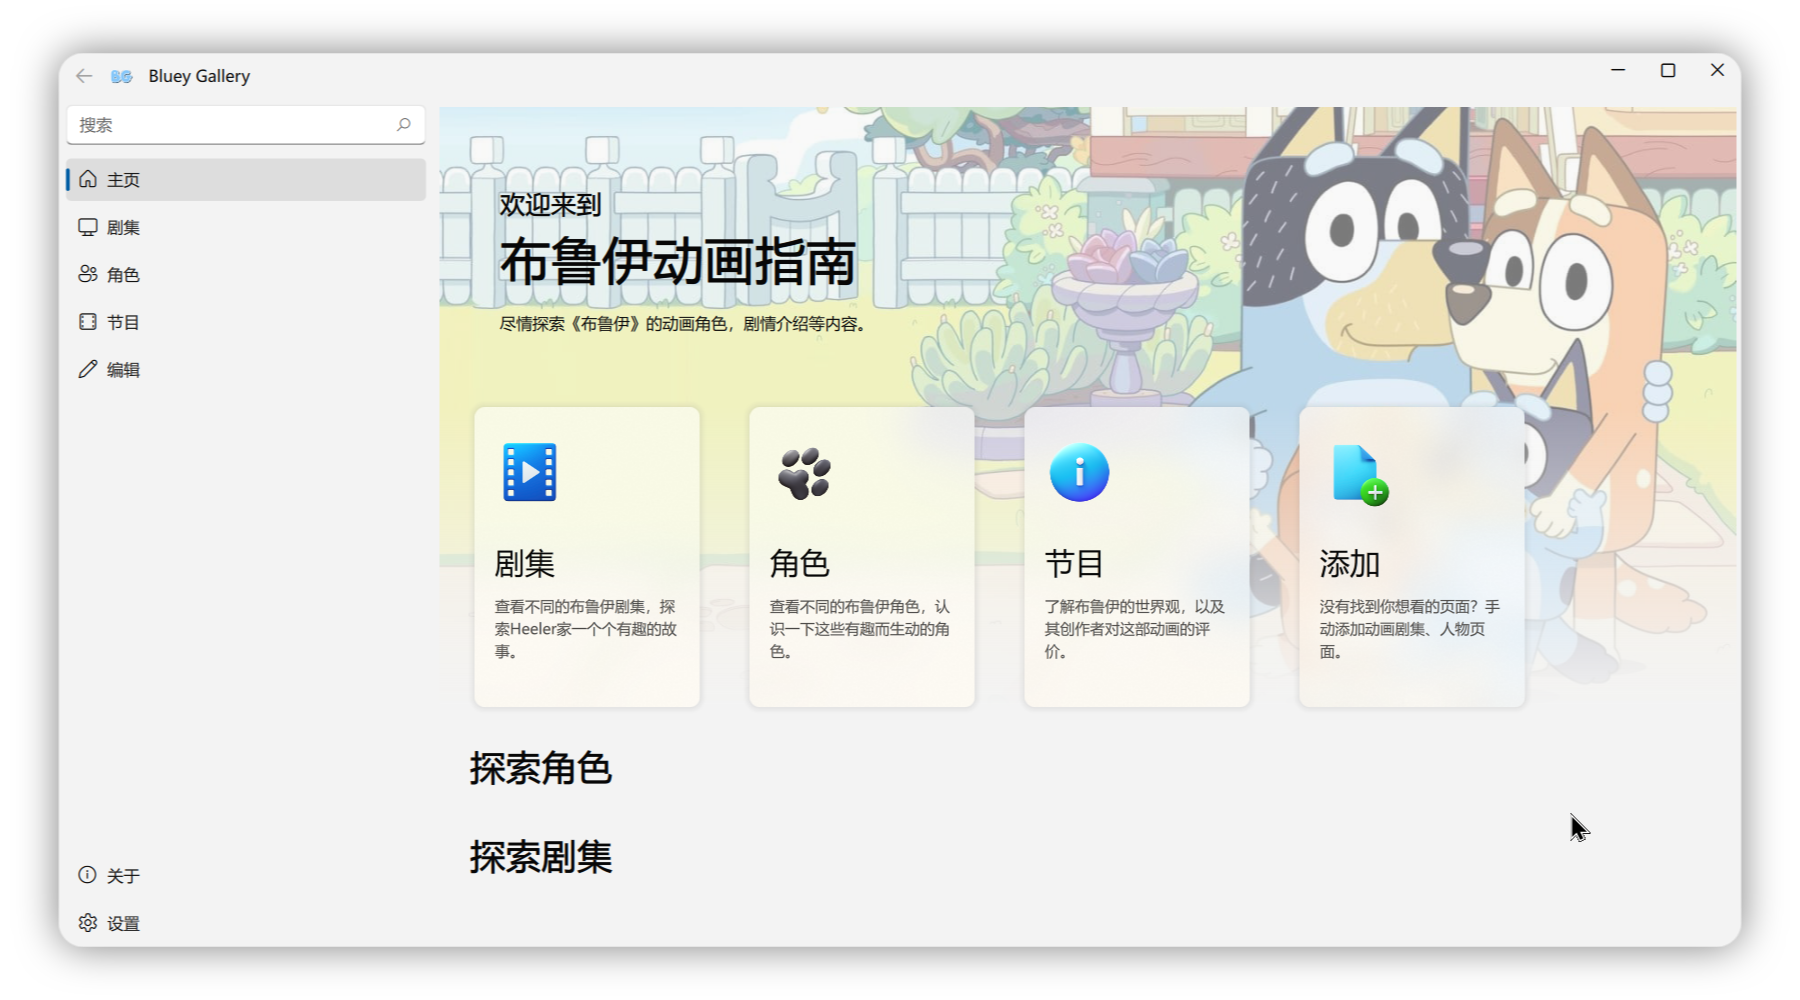 BG Bluey Gallery
搜索
主页
剧集
角色
节目
编辑
关于
设置
欢迎来到
布鲁伊动画指南
尽情探索《布鲁伊》的动画角色，剧情介绍等内容。
剧集
查看不同的布鲁伊剧集，探
索Heeler家一个个有趣的故
事。
角色
查看不同的布鲁伊角色，认
识一下这些有趣而生动的角
色。
节目
了解布鲁伊的世界观，以及
其创作者对这部动画的评
价。
添加
没有找到你想看的页面？手
动添加动画剧集、人物页
面。
探索角色
探索剧集